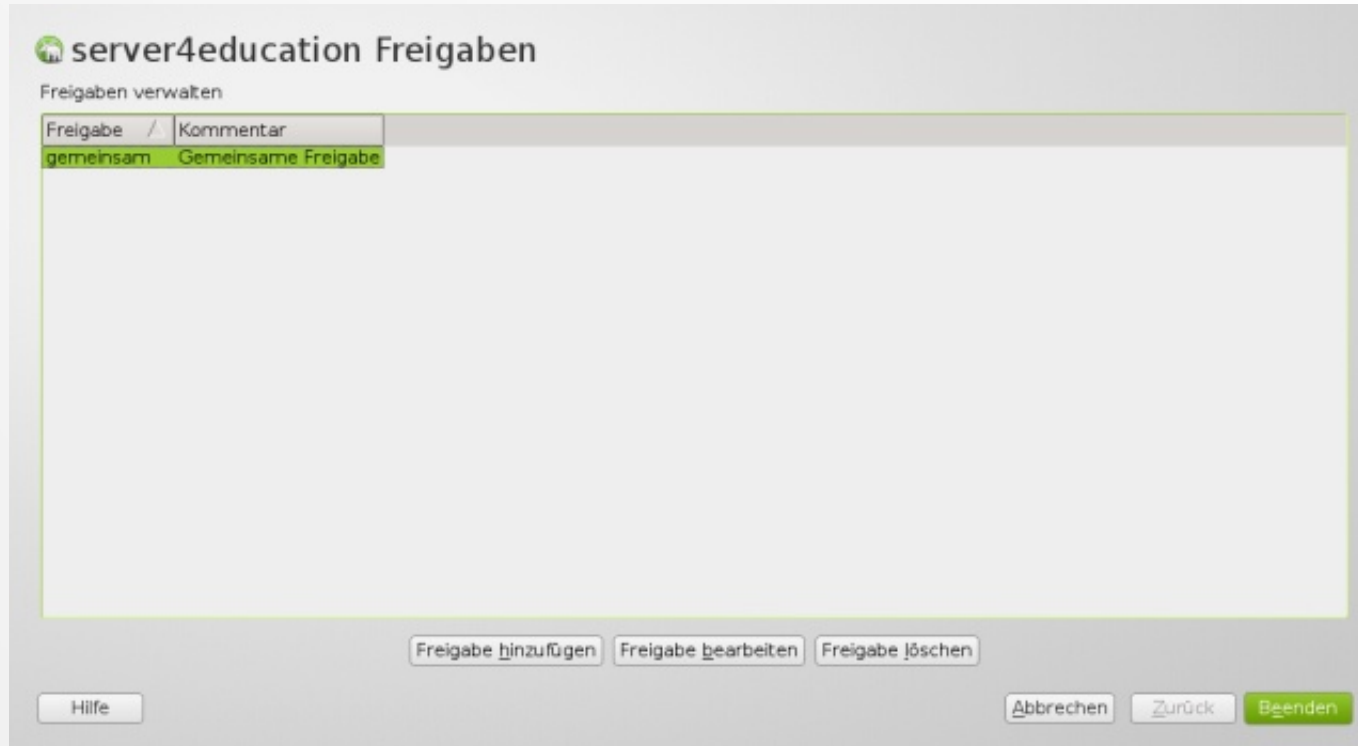 server4education Freigaben
Freigaben verwalten
Freigabe Kommentar
gemeinsam Gemeinsame Freigabe
Freigabe hinzufügen Freigabe bearbeiten Freigabe löschen
Hilfe Abbrechen Zurück Beenden